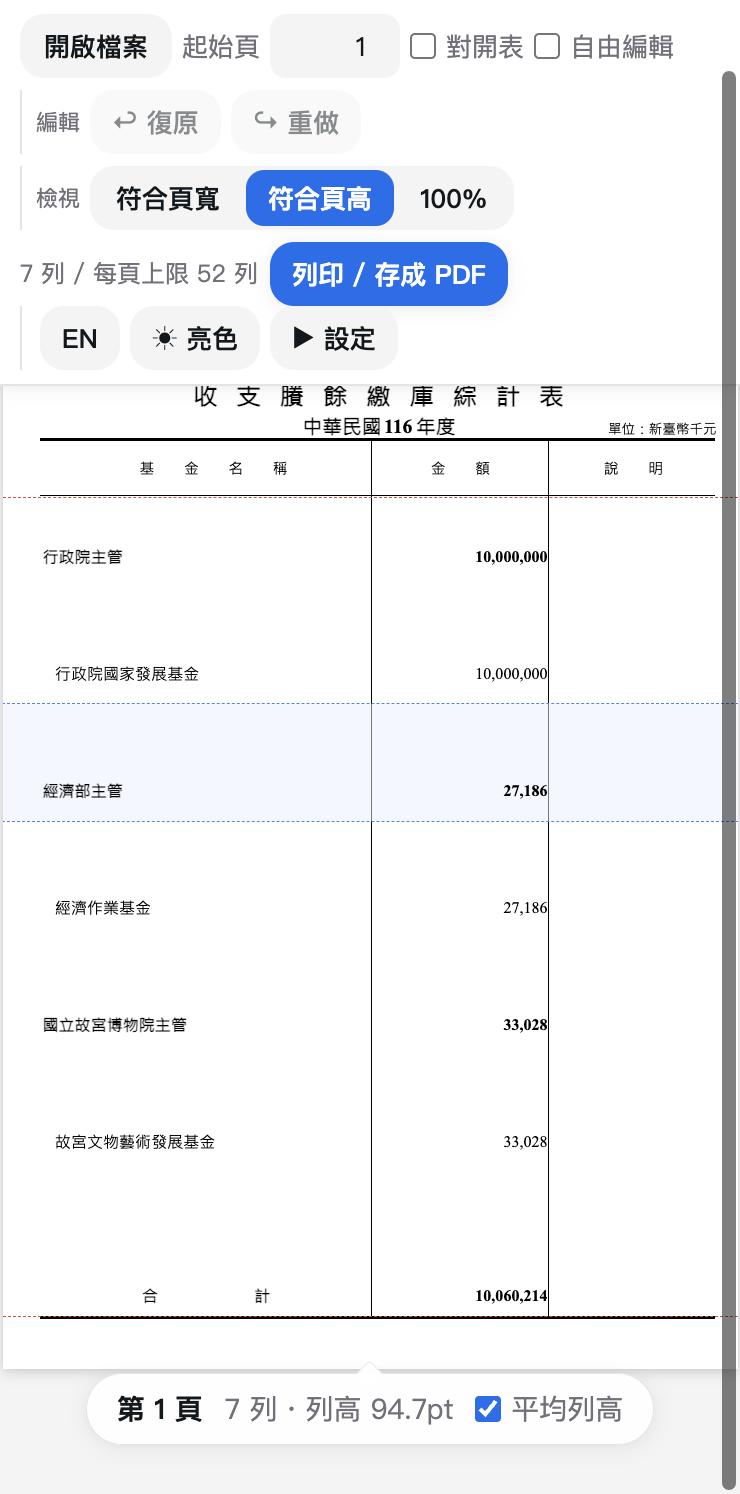 開啟檔案 起始頁 1 對開表 自由編輯
編輯 ↩ 復原 ↪ 重做
檢視 符合頁寬 符合頁高 100%
7 列 / 每頁上限 52 列 列印 / 存成 PDF
EN ☀ 亮色 ▶ 設定
收支賸餘繳庫綜計表
中華民國 116 年度 單位：新臺幣千元
基金名稱 金額 說明
行政院主管 10,000,000
行政院國家發展基金 10,000,000
經濟部主管 27,186
經濟作業基金 27,186
國立故宮博物院主管 33,028
故宮文物藝術發展基金 33,028
合計 10,060,214
第 1 頁 7 列 · 列高 94.7pt 平均列高